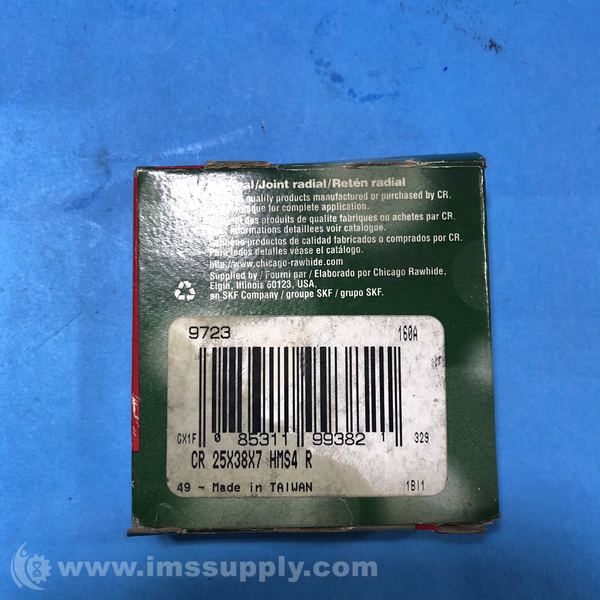 /Joint radial/Retén radial
quality products manufactured or purchased by CR.
for complete application.
des produits de qualite fabriques ou achetes par CR.
informations detaillees voir catalogue.
productos de calidad fabricados o comprados por CR.
Para todos detalles véase el catálogo.
http://www.chicago-rawhide.com
Supplied by / Fourni par / Elaborado por Chicago Rawhide,
Elgin, Illinois 60123, USA,
an SKF Company / groupe SKF / grupo SKF.
9723 160A
GX1F 0 85311 99382 1 329
CR 25X38X7 HMS4 R
49 - Made in TAIWAN 1BI1
www.imssupply.com